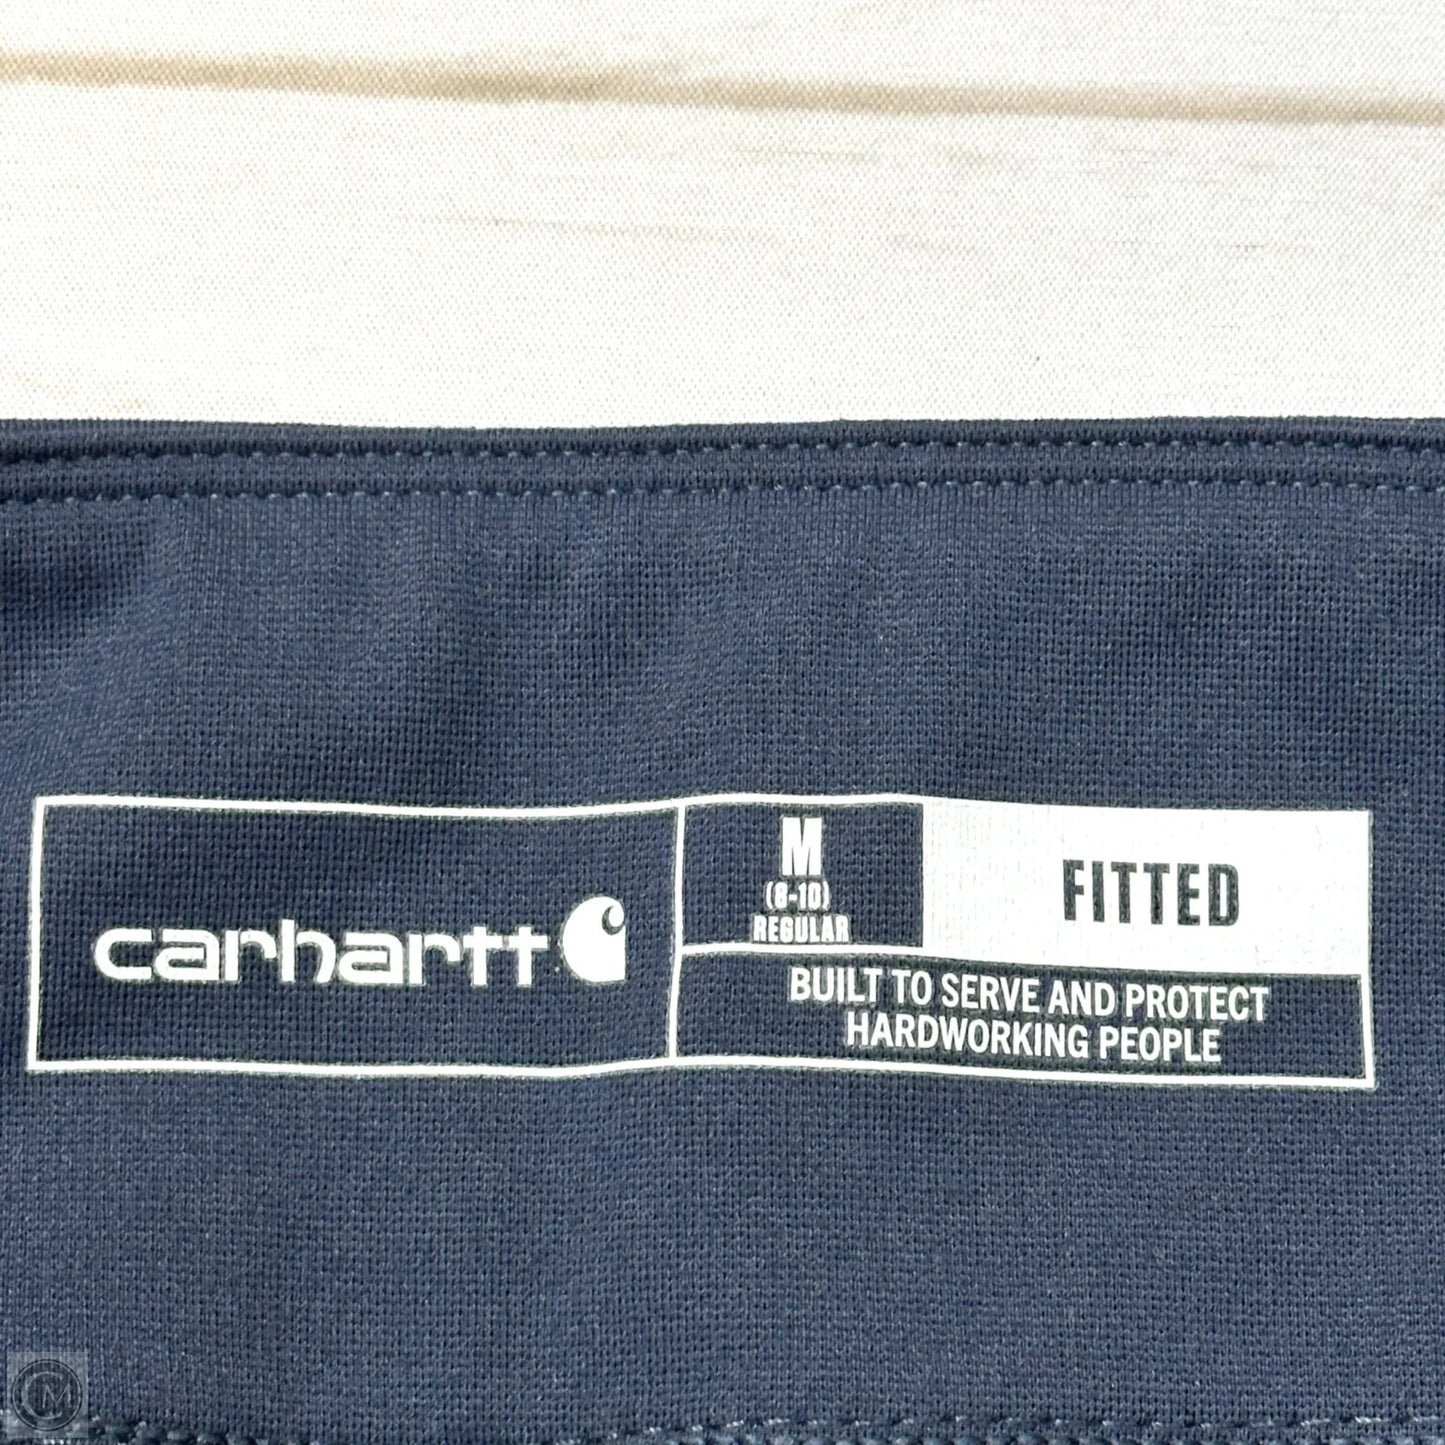 carhartt
M
(8-10)
REGULAR
FITTED
BUILT TO SERVE AND PROTECT
HARDWORKING PEOPLE